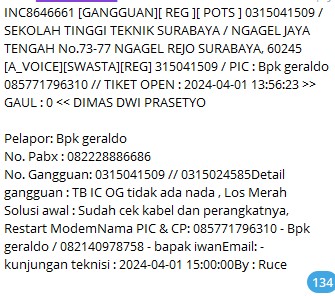 INC8646661 [GANGGUAN][ REG ][ POTS ] 0315041509 /
SEKOLAH TINGGI TEKNIK SURABAYA / NGAGEL JAYA
TENGAH No.73-77 NGAGEL REJO SURABAYA, 60245
[A_VOICE][SWASTA][REG] 315041509 / PIC : Bpk geraldo
085771796310 // TIKET OPEN : 2024-04-01 13:56:23 >>
GAUL : 0 << DIMAS DWI PRASETYO
Pelapor: Bpk geraldo
No. Pabx : 082228886686
No. Gangguan: 0315041509 // 0315024585Detail
gangguan : TB IC OG tidak ada nada , Los Merah
Solusi awal : Sudah cek kabel dan perangkatnya,
Restart ModemNama PIC & CP: 085771796310 - Bpk
geraldo / 082140978758 - bapak iwanEmail: -
kunjungan teknisi : 2024-04-01 15:00:00By : Ruce
134